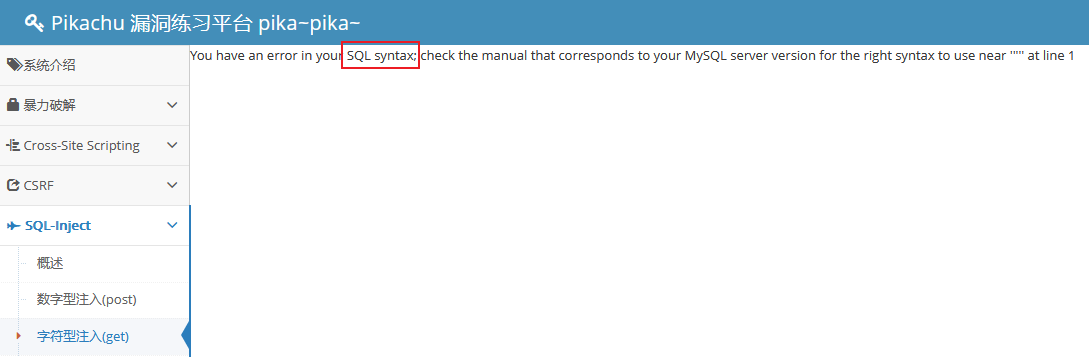 Pikachu 漏洞练习平台 pika~pika~
系统介绍
You have an error in your SQL syntax; check the manual that corresponds to your MySQL server version for the right syntax to use near ''''' at line 1
暴力破解
Cross-Site Scripting
CSRF
SQL-Inject
概述
数字型注入(post)
字符型注入(get)